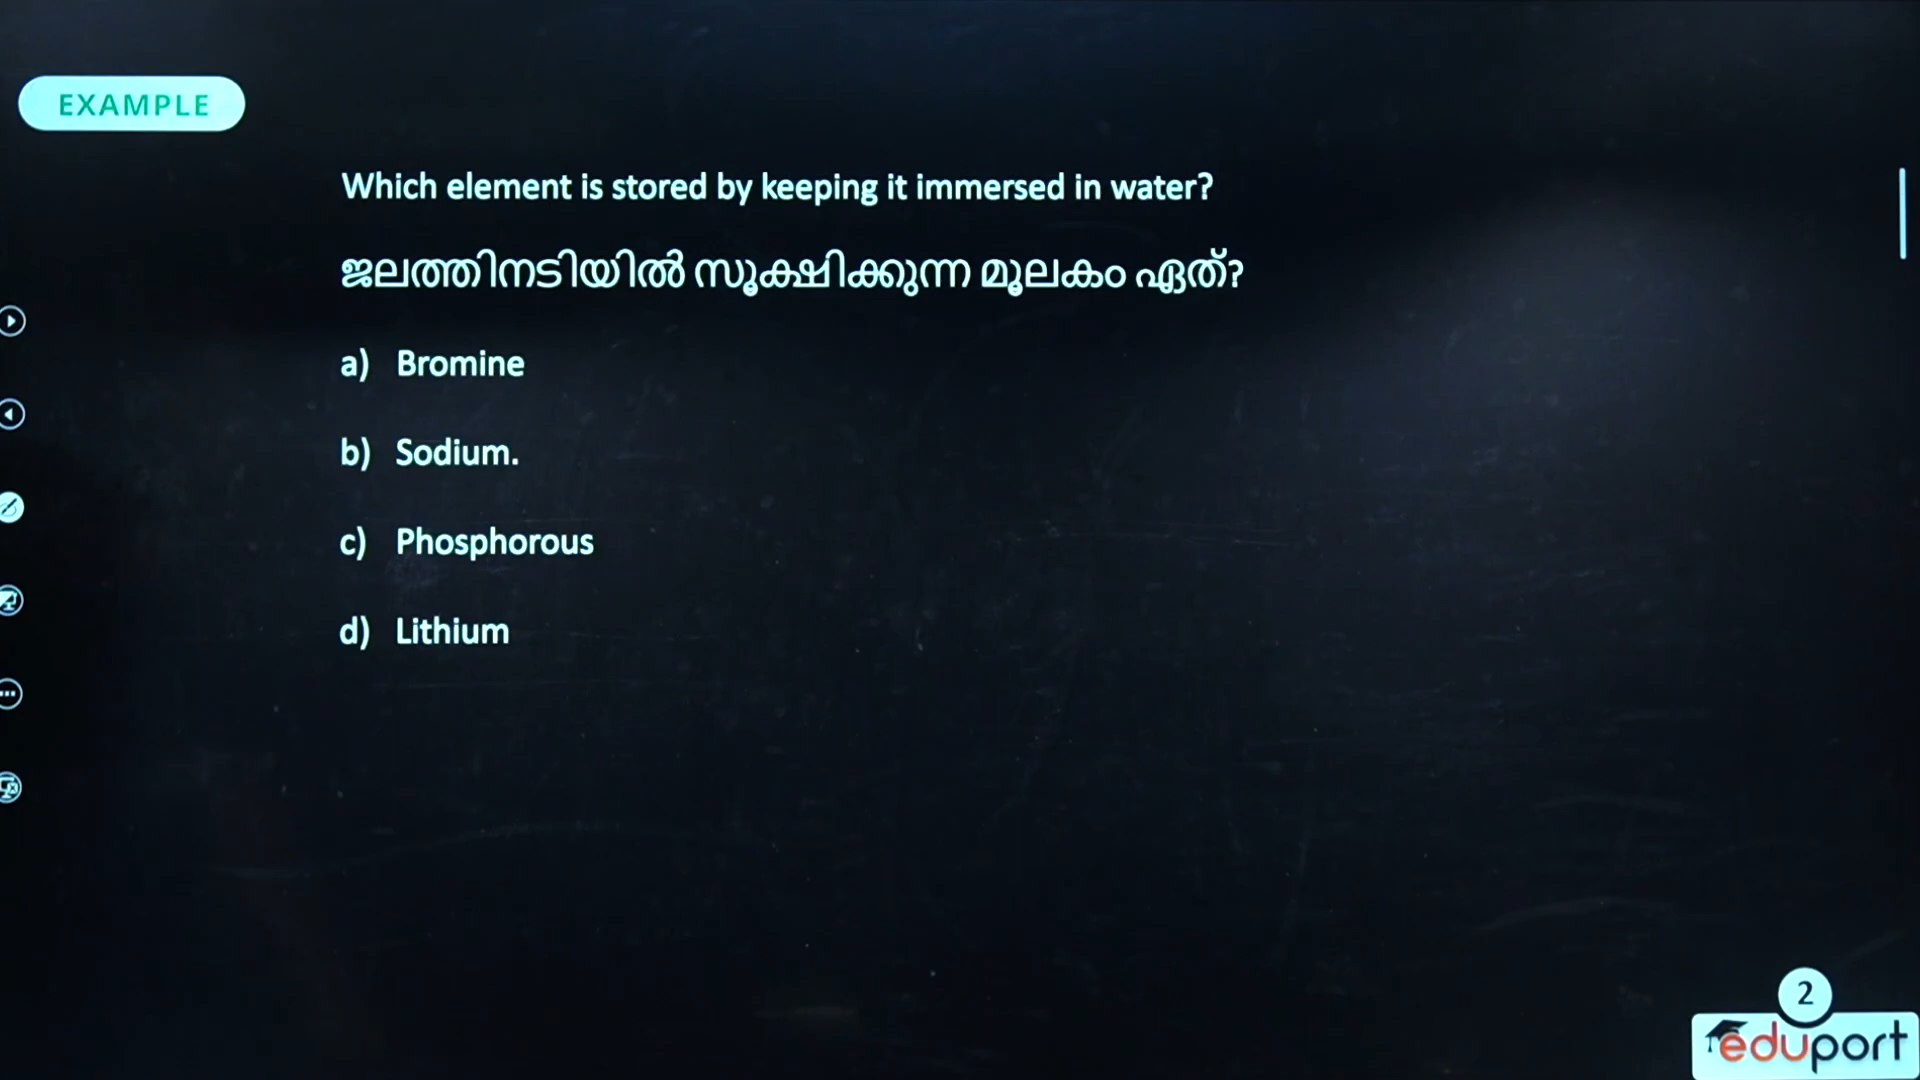 EXAMPLE
Which element is stored by keeping it immersed in water?
ജലത്തിനടിയിൽ സൂക്ഷിക്കുന്ന മൂലകം ഏത്?
a) Bromine
b) Sodium.
c) Phosphorous
d) Lithium
2
eduport